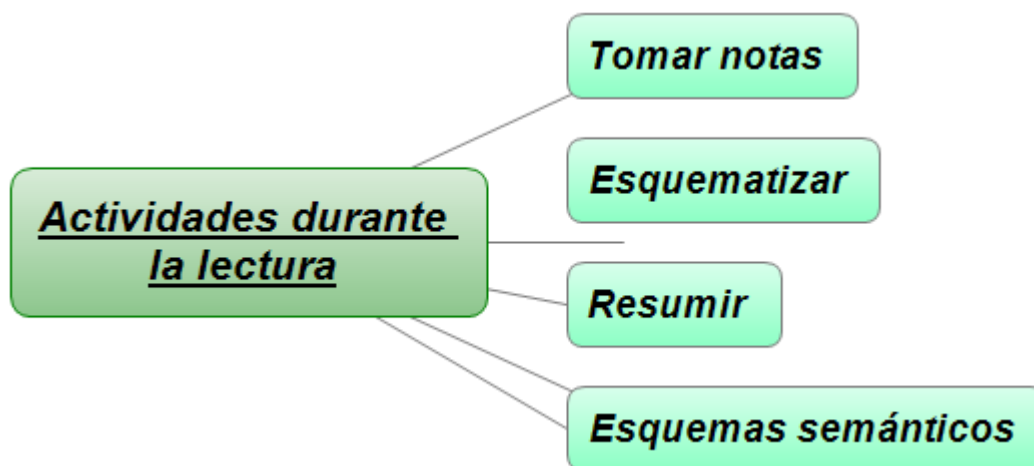 Tomar notas
Esquematizar
Actividades durante
la lectura
Resumir
Esquemas semánticos